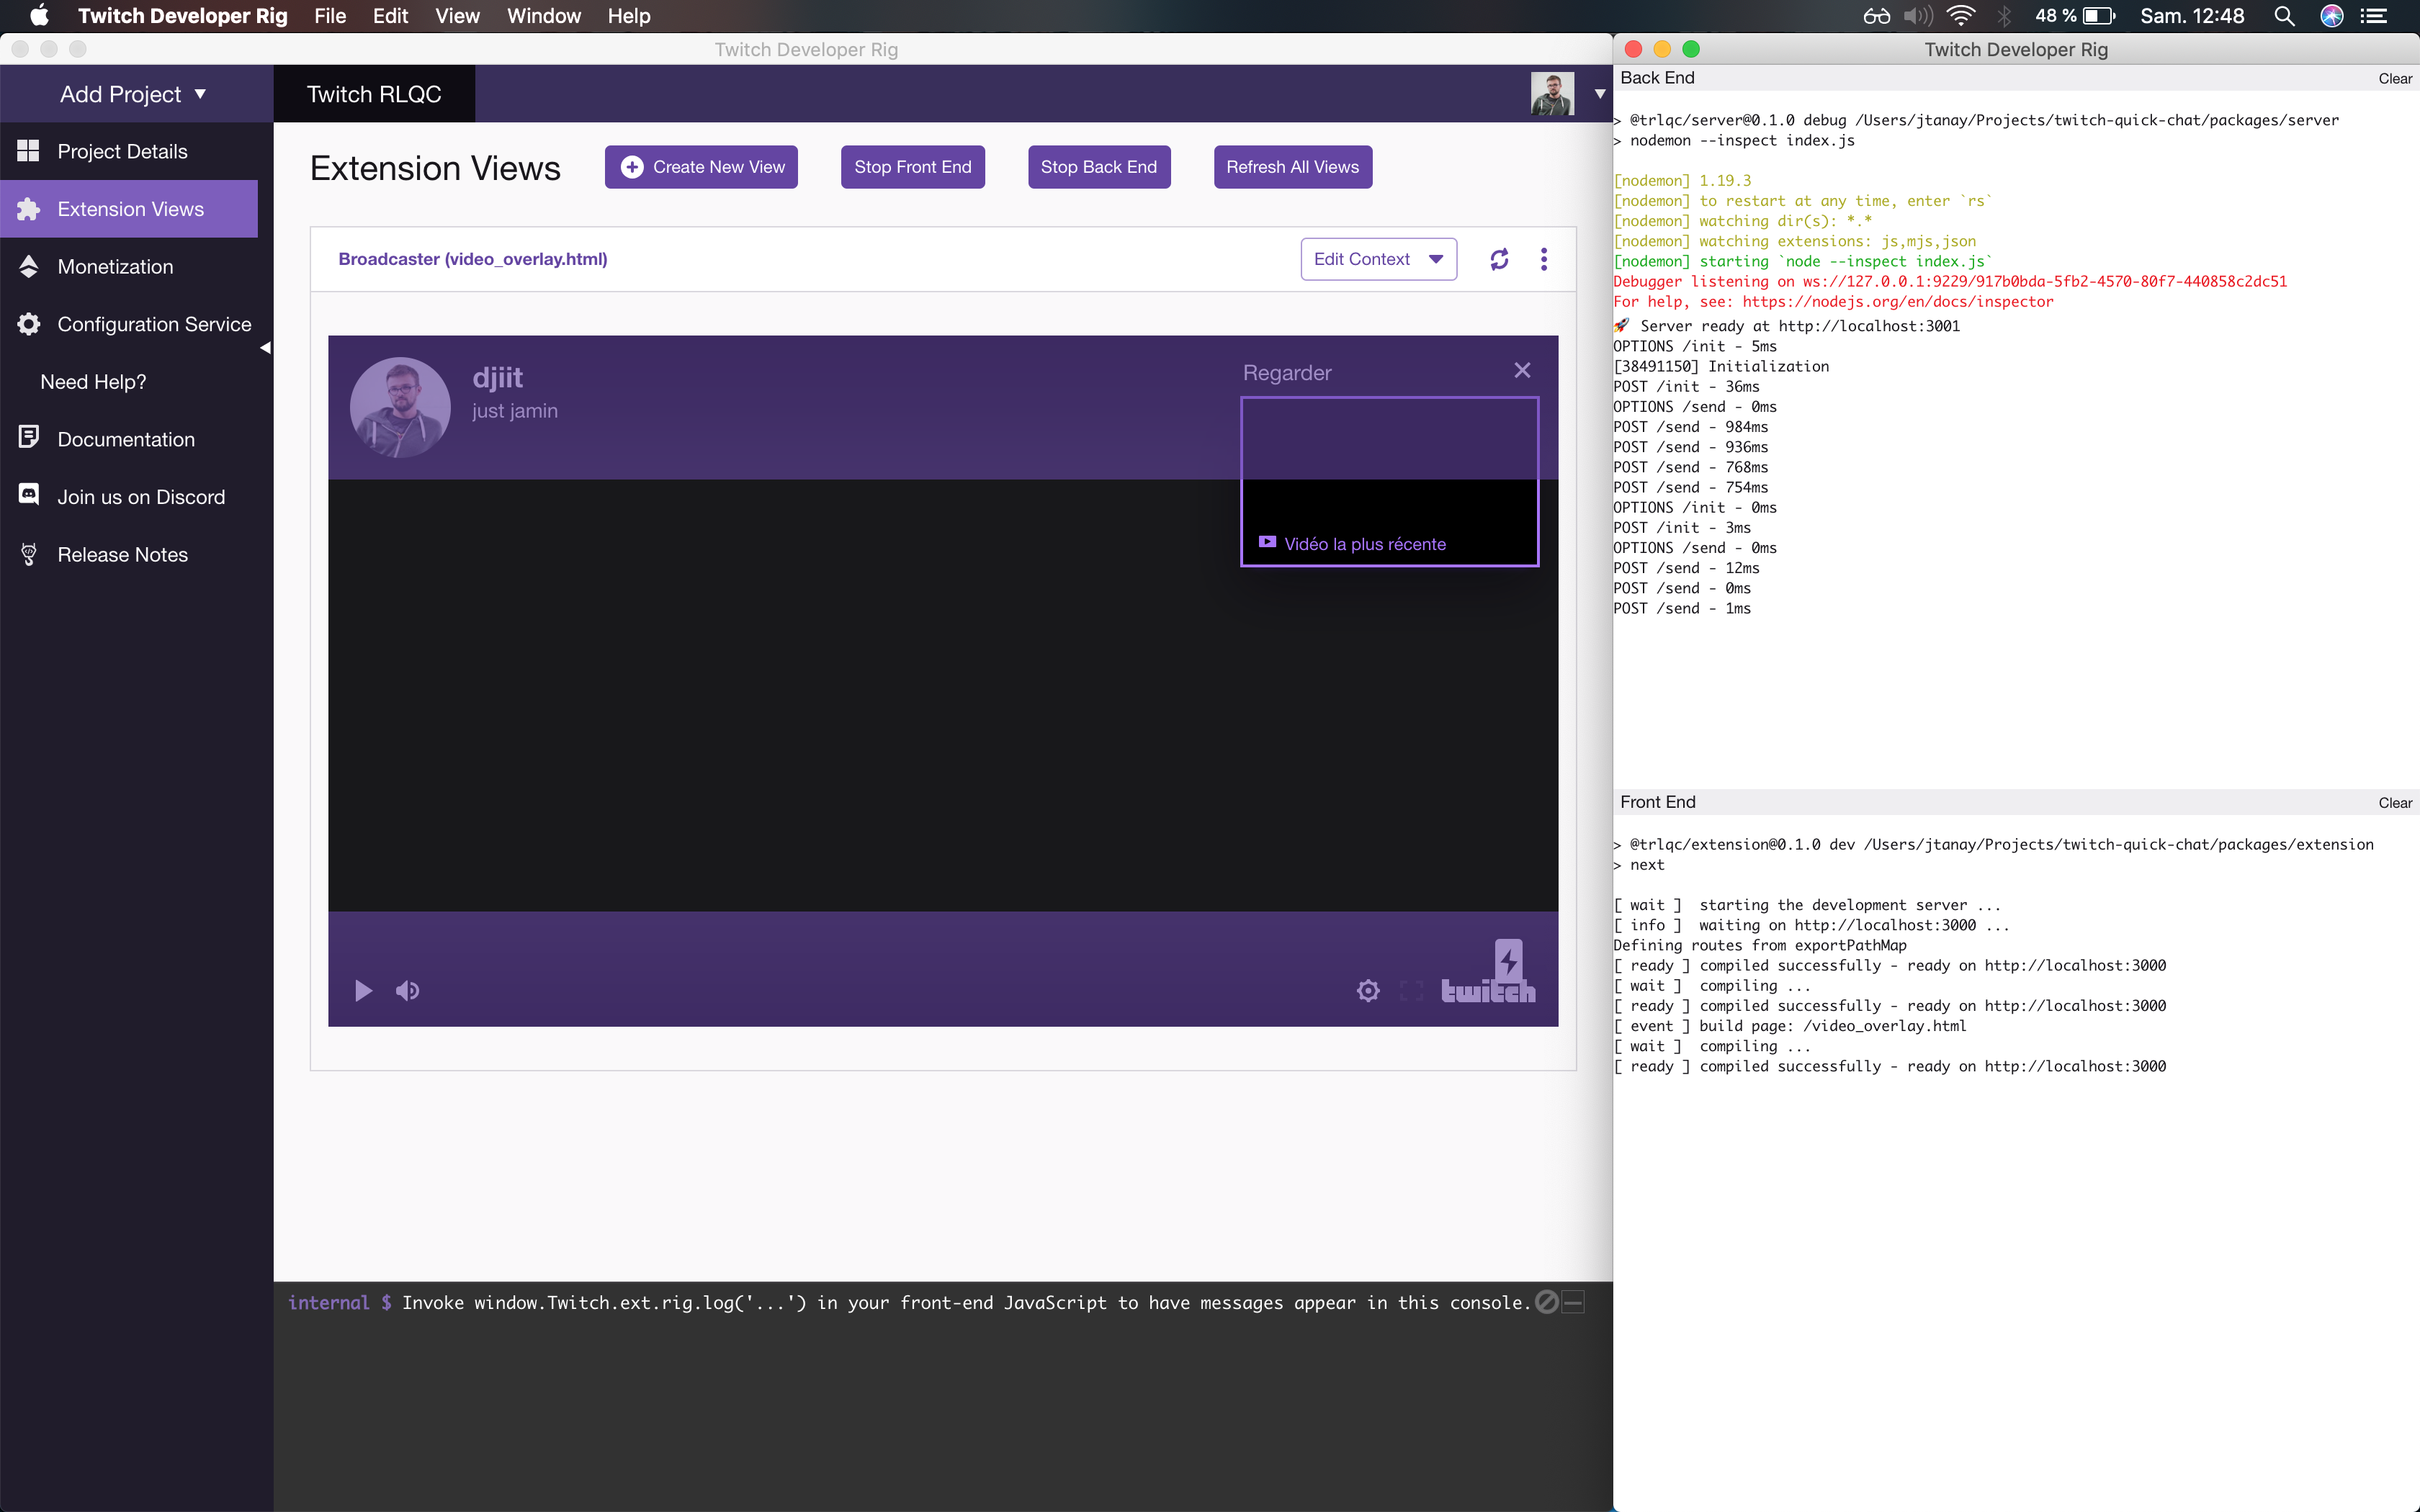 Twitch Developer Rig File Edit View Window Help 48 % Sam. 12:48
Twitch Developer Rig
Add Project
Twitch RLQC
Project Details
Extension Views
Monetization
Configuration Service
Need Help?
Documentation
Join us on Discord
Release Notes
Extension Views Create New View Stop Front End Stop Back End Refresh All Views
Broadcaster (video_overlay.html) Edit Context
djiit
just jamin
Regarder
Vidéo la plus récente
twitch
internal $ Invoke window.Twitch.ext.rig.log('...') in your front-end JavaScript to have messages appear in this console.
Twitch Developer Rig
Back End Clear
> @trlqc/server@0.1.0 debug /Users/jtanay/Projects/twitch-quick-chat/packages/server
> nodemon --inspect index.js
[nodemon] 1.19.3
[nodemon] to restart at any time, enter `rs`
[nodemon] watching dir(s): *.*
[nodemon] watching extensions: js,mjs,json
[nodemon] starting `node --inspect index.js`
Debugger listening on ws://127.0.0.1:9229/917b0bda-5fb2-4570-80f7-440858c2dc51
For help, see: https://nodejs.org/en/docs/inspector
🚀 Server ready at http://localhost:3001
OPTIONS /init - 5ms
[38491150] Initialization
POST /init - 36ms
OPTIONS /send - 0ms
POST /send - 984ms
POST /send - 936ms
POST /send - 768ms
POST /send - 754ms
OPTIONS /init - 0ms
POST /init - 3ms
OPTIONS /send - 0ms
POST /send - 12ms
POST /send - 0ms
POST /send - 1ms
Front End Clear
> @trlqc/extension@0.1.0 dev /Users/jtanay/Projects/twitch-quick-chat/packages/extension
> next
[ wait ] starting the development server ...
[ info ] waiting on http://localhost:3000 ...
Defining routes from exportPathMap
[ ready ] compiled successfully - ready on http://localhost:3000
[ wait ] compiling ...
[ ready ] compiled successfully - ready on http://localhost:3000
[ event ] build page: /video_overlay.html
[ wait ] compiling ...
[ ready ] compiled successfully - ready on http://localhost:3000